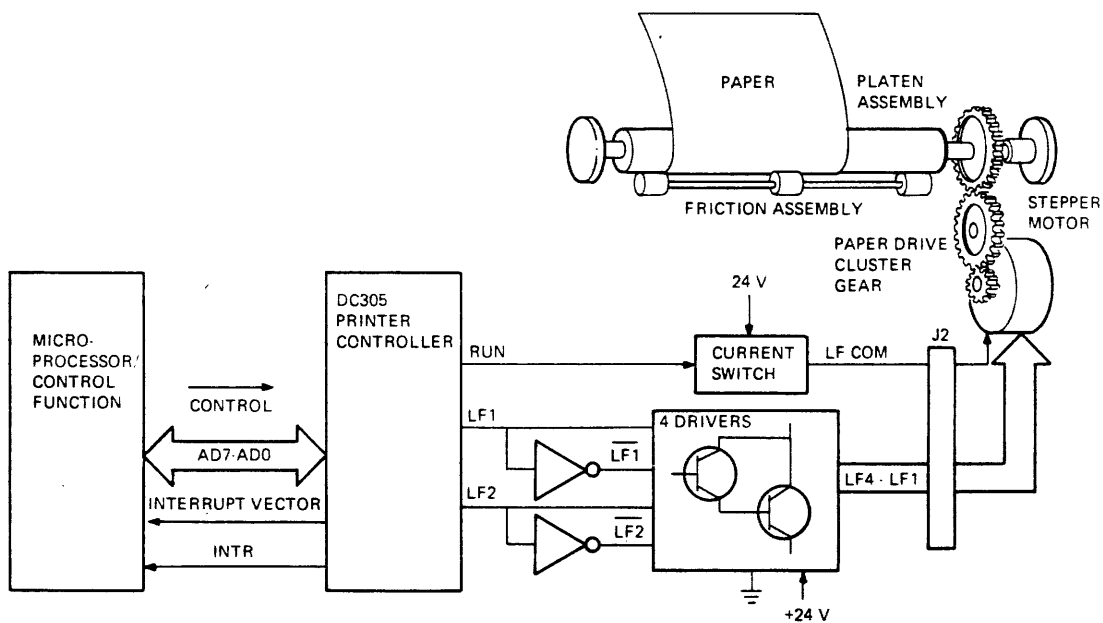 PAPER
PLATEN
ASSEMBLY
FRICTION ASSEMBLY
STEPPER
MOTOR
PAPER DRIVE
CLUSTER
GEAR
MICRO-
PROCESSOR/
CONTROL
FUNCTION
CONTROL
AD7-AD0
INTERRUPT VECTOR
INTR
DC305
PRINTER
CONTROLLER
RUN
LF1
L̅F̅1̅
LF2
L̅F̅2̅
24 V
CURRENT
SWITCH
LF COM
J2
4 DRIVERS
LF4 - LF1
+24 V